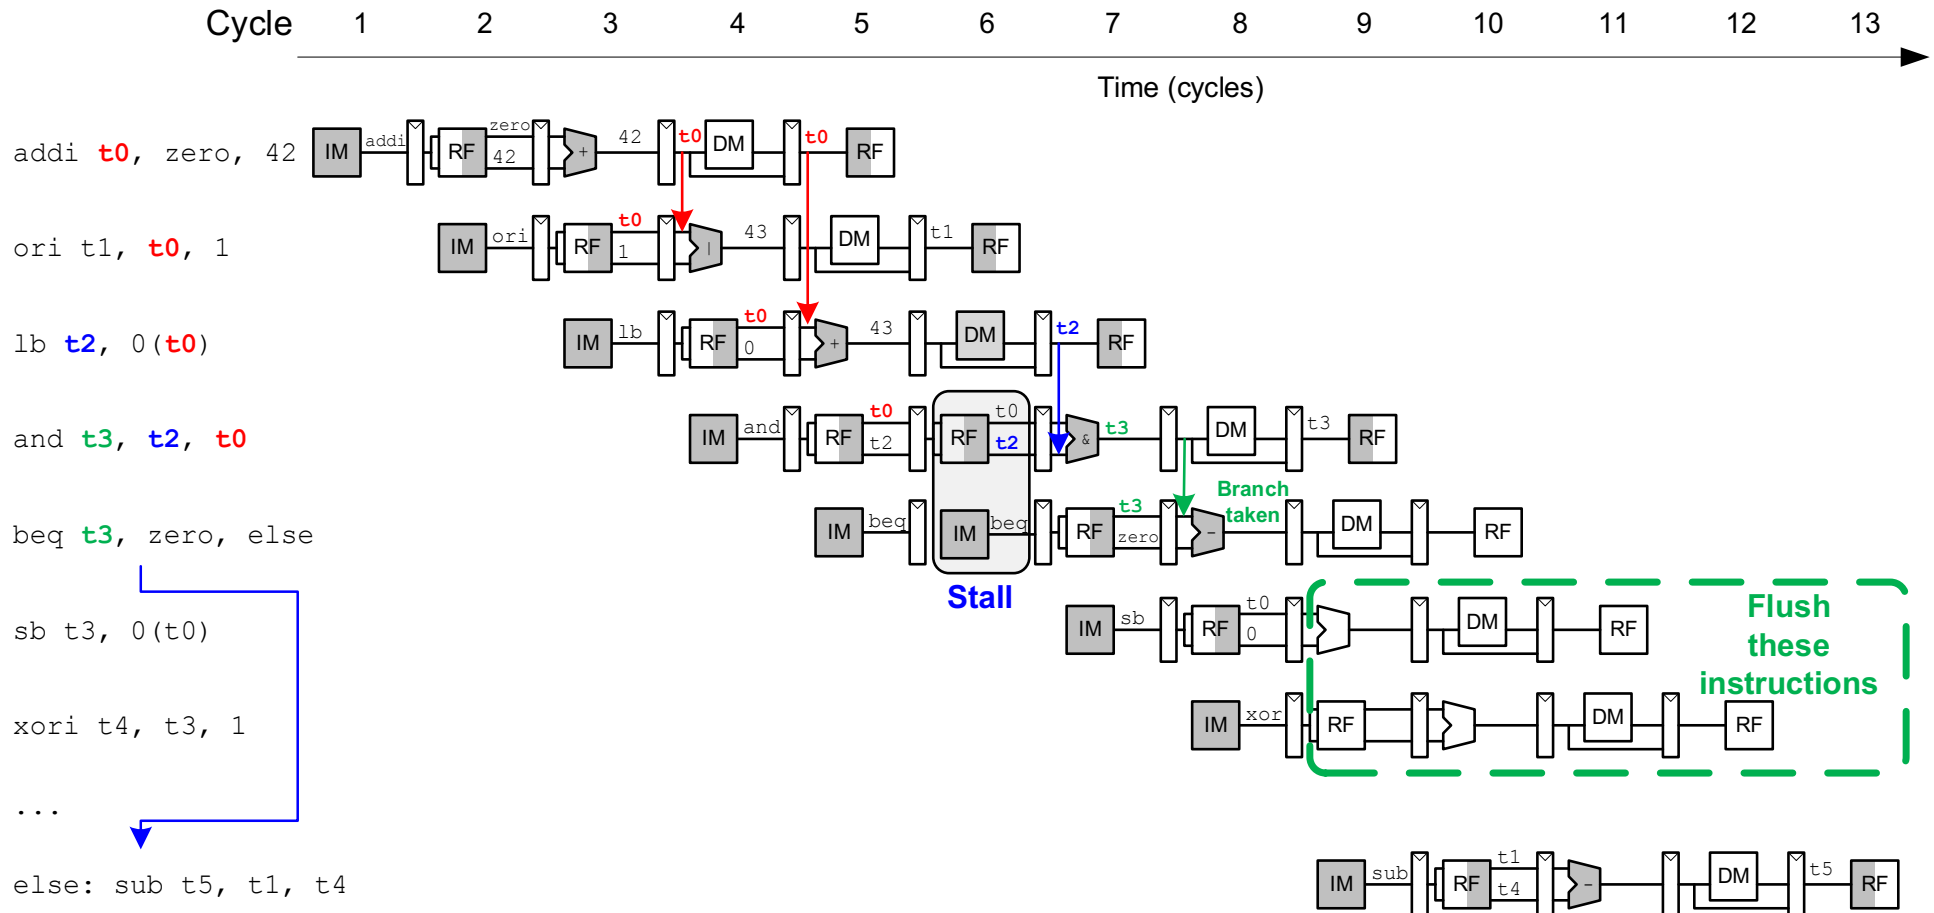 Cycle 1 2 3 4 5 6 7 8 9 10 11 12 13
Time (cycles)
addi t0, zero, 42 IM addi RF zero 42 + 42 t0 DM t0 RF
ori t1, t0, 1 IM ori RF t0 1 | 43 DM t1 RF
lb t2, 0(t0) IM lb RF t0 0 + 43 DM t2 RF
and t3, t2, t0 IM and RF t0 t2 RF t0 t2 & t3 DM t3 RF
beq t3, zero, else IM beq IM beq RF t3 zero - Branch taken DM RF
Stall
sb t3, 0(t0) IM sb RF t0 0 DM RF
Flush
these
instructions
xori t4, t3, 1 IM xor RF DM RF
...
else: sub t5, t1, t4 IM sub RF t1 t4 - DM t5 RF